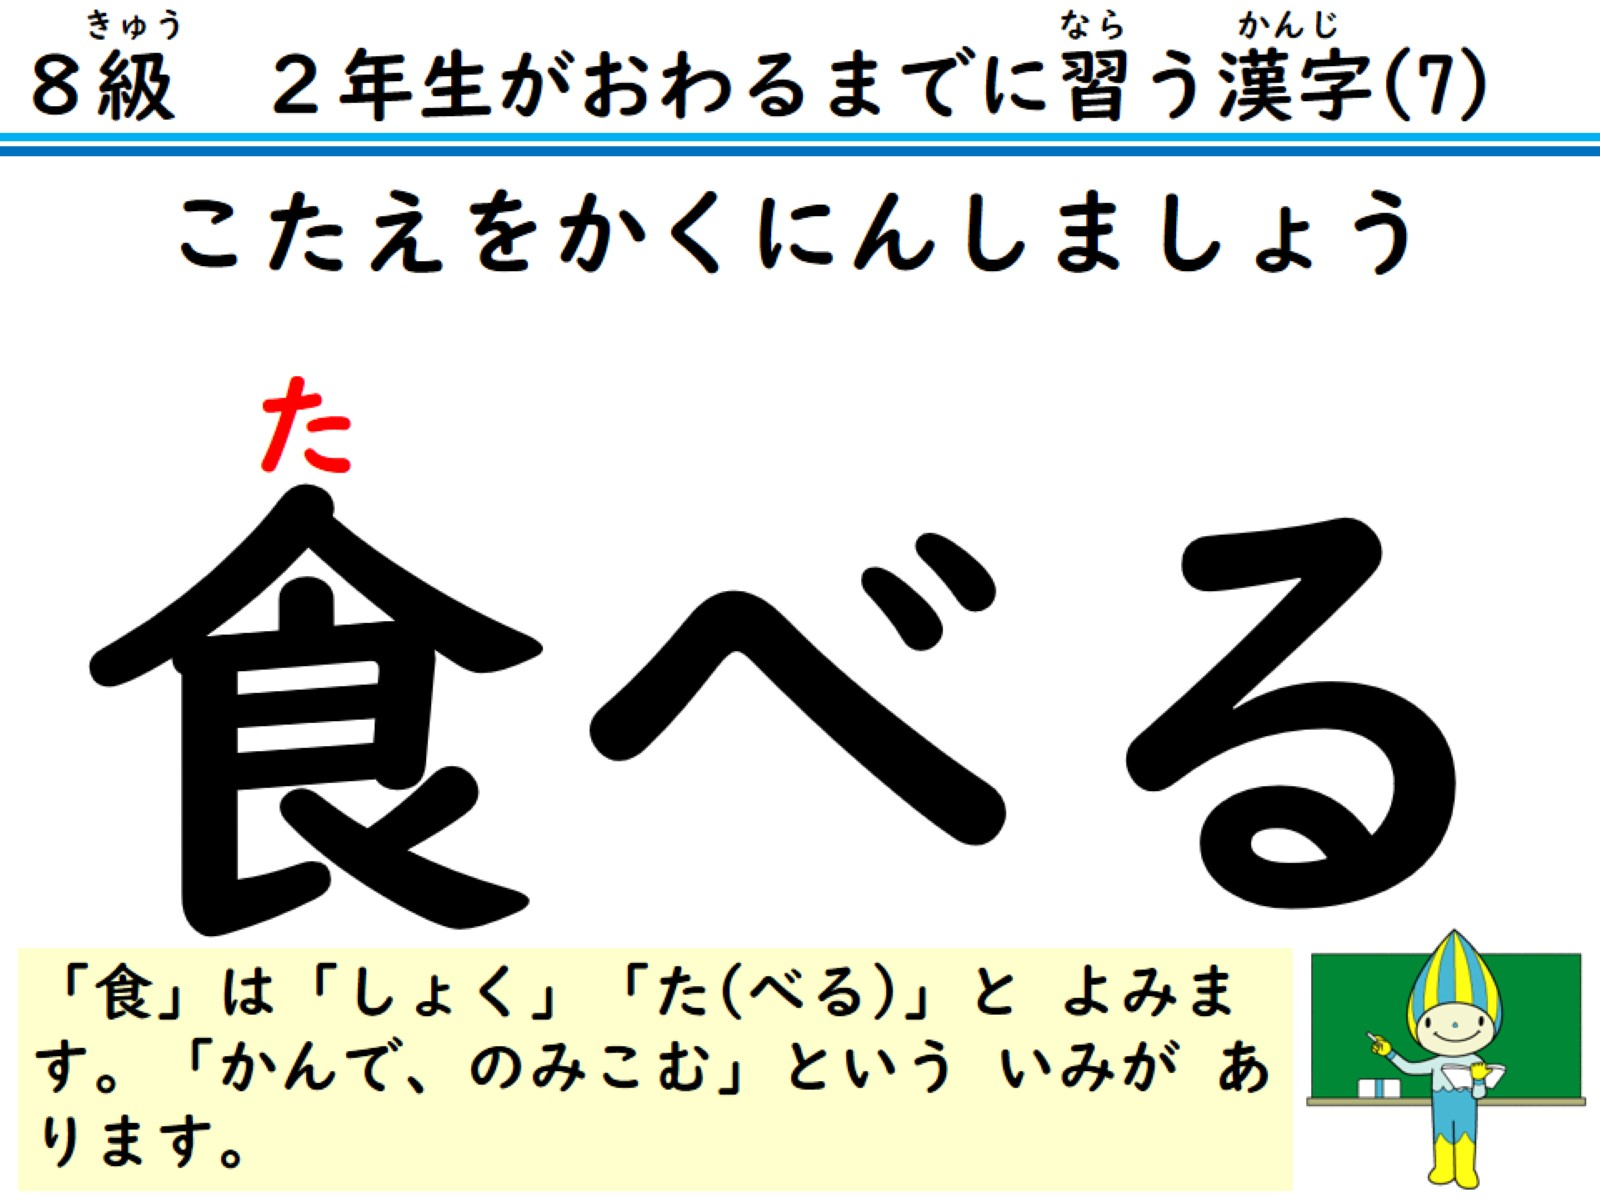 きゅう なら かんじ
8級 2年生がおわるまでに習う漢字(7)
こたえをかくにんしましょう
た
食べる
「食」は「しょく」「た(べる)」と よみま
す。「かんで、のみこむ」という いみが あ
ります。